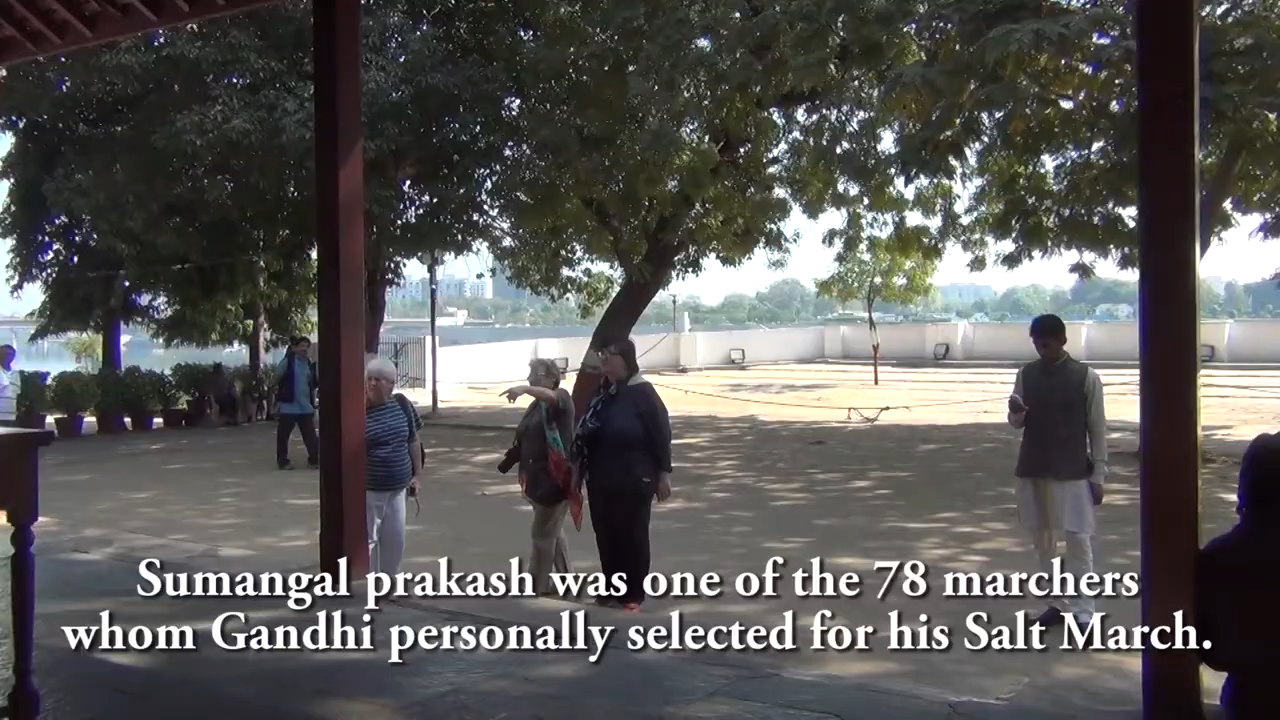 Sumangal prakash was one of the 78 marchers
whom Gandhi personally selected for his Salt March.